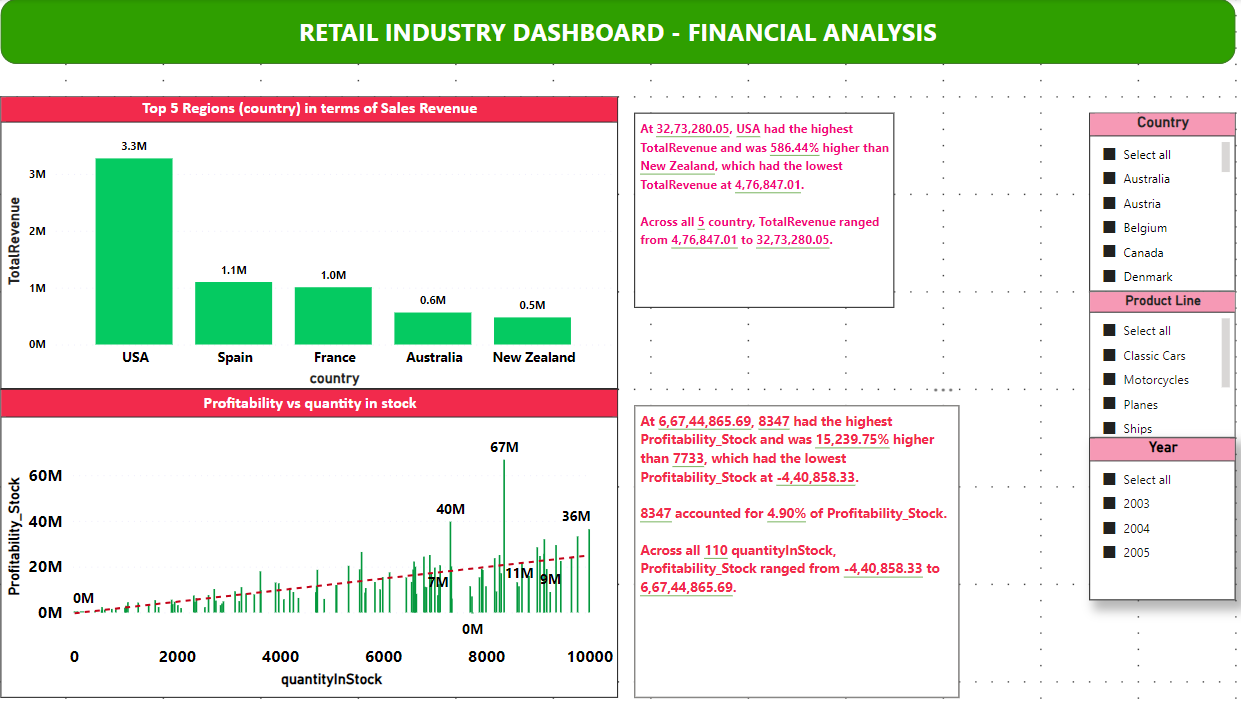 RETAIL INDUSTRY DASHBOARD - FINANCIAL ANALYSIS
Top 5 Regions (country) in terms of Sales Revenue
TotalRevenue
3M
2M
1M
0M
3.3M
1.1M
1.0M
0.6M
0.5M
USA
Spain
France
Australia
New Zealand
country
At 32,73,280.05, USA had the highest
TotalRevenue and was 586.44% higher than
New Zealand, which had the lowest
TotalRevenue at 4,76,847.01.
Across all 5 country, TotalRevenue ranged
from 4,76,847.01 to 32,73,280.05.
Profitability vs quantity in stock
Profitability_Stock
60M
40M
20M
0M
0M
40M
7M
0M
67M
11M
9M
36M
0
2000
4000
6000
8000
10000
quantityInStock
At 6,67,44,865.69, 8347 had the highest
Profitability_Stock and was 15,239.75% higher
than 7733, which had the lowest
Profitability_Stock at -4,40,858.33.
8347 accounted for 4.90% of Profitability_Stock.
Across all 110 quantityInStock,
Profitability_Stock ranged from -4,40,858.33 to
6,67,44,865.69.
Country
Select all
Australia
Austria
Belgium
Canada
Denmark
Product Line
Select all
Classic Cars
Motorcycles
Planes
Ships
Year
Select all
2003
2004
2005